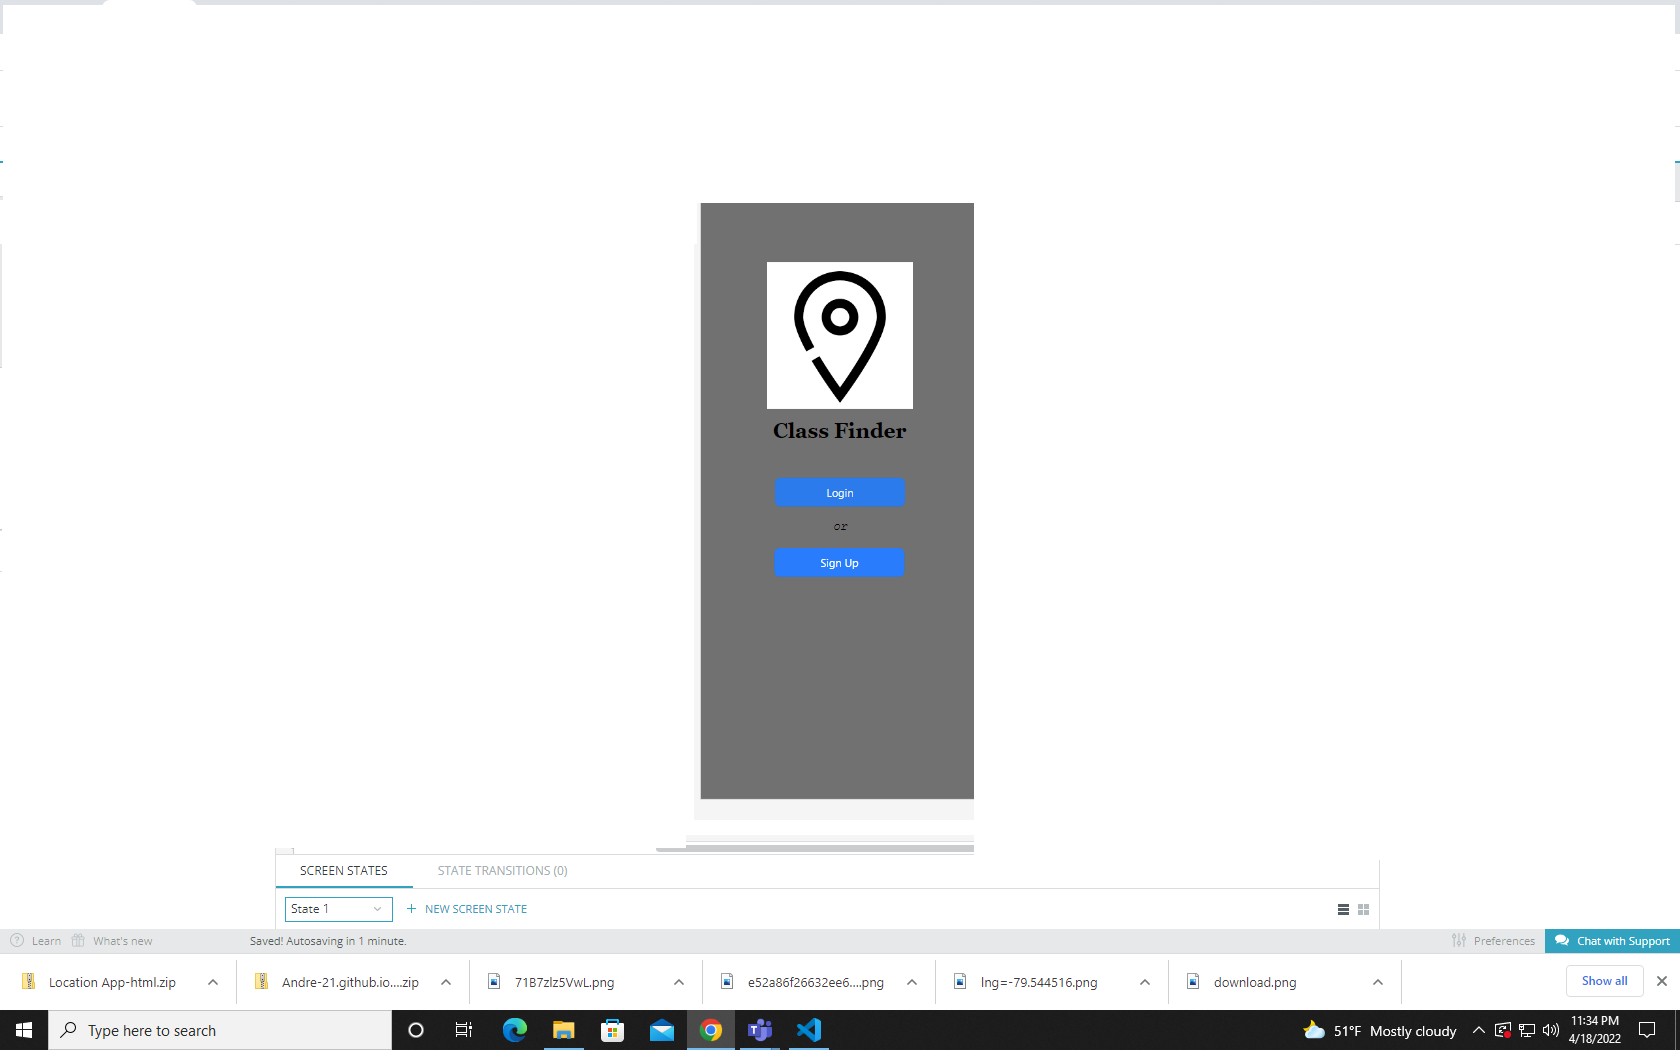 Class Finder
Login
or
Sign Up
SCREEN STATES
STATE TRANSITIONS (0)
State 1
+ NEW SCREEN STATE
? Learn
What's new
Saved! Autosaving in 1 minute.
Preferences
Chat with Support
Location App-html.zip
Andre-21.github.io....zip
71B7zlz5VwL.png
e52a86f26632ee6....png
lng=-79.544516.png
download.png
Show all
Type here to search
51°F Mostly cloudy
11:34 PM
4/18/2022